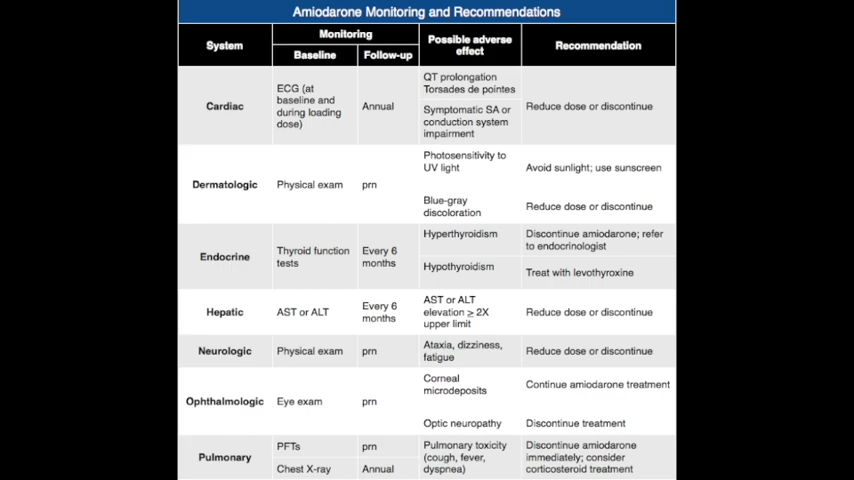 Amiodarone Monitoring and Recommendations
System
Monitoring
Possible adverse
effect
Recommendation
Baseline
Follow-up
Cardiac
ECG (at
baseline and
during loading
dose)
Annual
QT prolongation
Torsades de pointes
Symptomatic SA or
conduction system
impairment
Reduce dose or discontinue
Dermatologic
Physical exam
prn
Photosensitivity to
UV light
Avoid sunlight; use sunscreen
Blue-gray
discoloration
Reduce dose or discontinue
Endocrine
Thyroid function
tests
Every 6
months
Hyperthyroidism
Discontinue amiodarone; refer
to endocrinologist
Hypothyroidism
Treat with levothyroxine
Hepatic
AST or ALT
Every 6
months
AST or ALT
elevation ≥ 2X
upper limit
Reduce dose or discontinue
Neurologic
Physical exam
prn
Ataxia, dizziness,
fatigue
Reduce dose or discontinue
Ophthalmologic
Eye exam
prn
Corneal
microdeposits
Continue amiodarone treatment
Optic neuropathy
Discontinue treatment
Pulmonary
PFTs
prn
Chest X-ray
Annual
Pulmonary toxicity
(cough, fever,
dyspnea)
Discontinue amiodarone
immediately; consider
corticosteroid treatment